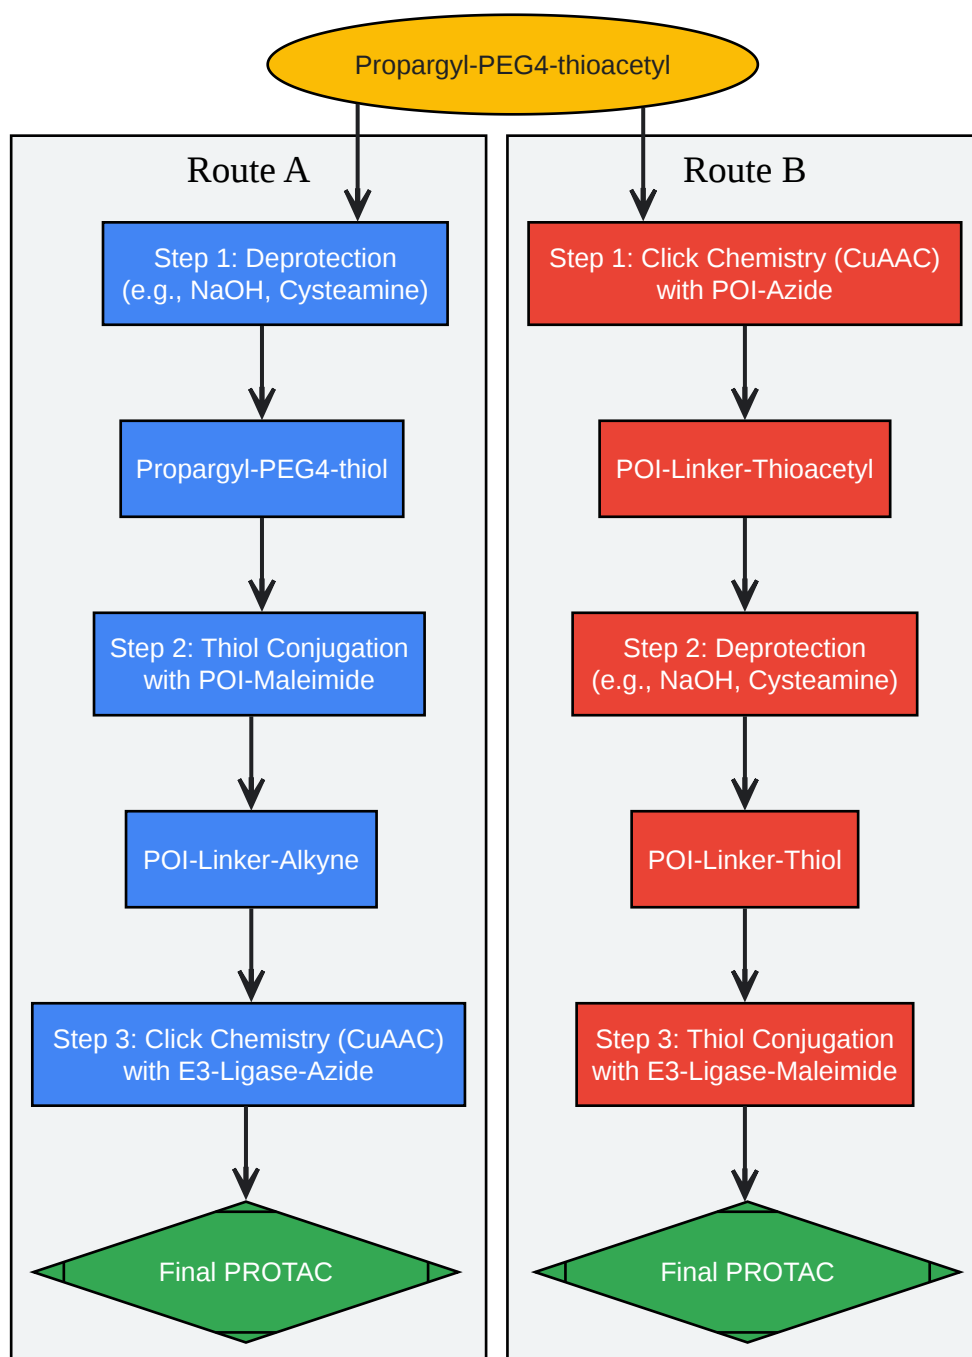 Propargyl-PEG4-thioacetyl
Route A
Step 1: Deprotection
(e.g., NaOH, Cysteamine)
Propargyl-PEG4-thiol
Step 2: Thiol Conjugation
with POI-Maleimide
POI-Linker-Alkyne
Step 3: Click Chemistry (CuAAC)
with E3-Ligase-Azide
Final PROTAC
Route B
Step 1: Click Chemistry (CuAAC)
with POI-Azide
POI-Linker-Thioacetyl
Step 2: Deprotection
(e.g., NaOH, Cysteamine)
POI-Linker-Thiol
Step 3: Thiol Conjugation
with E3-Ligase-Maleimide
Final PROTAC